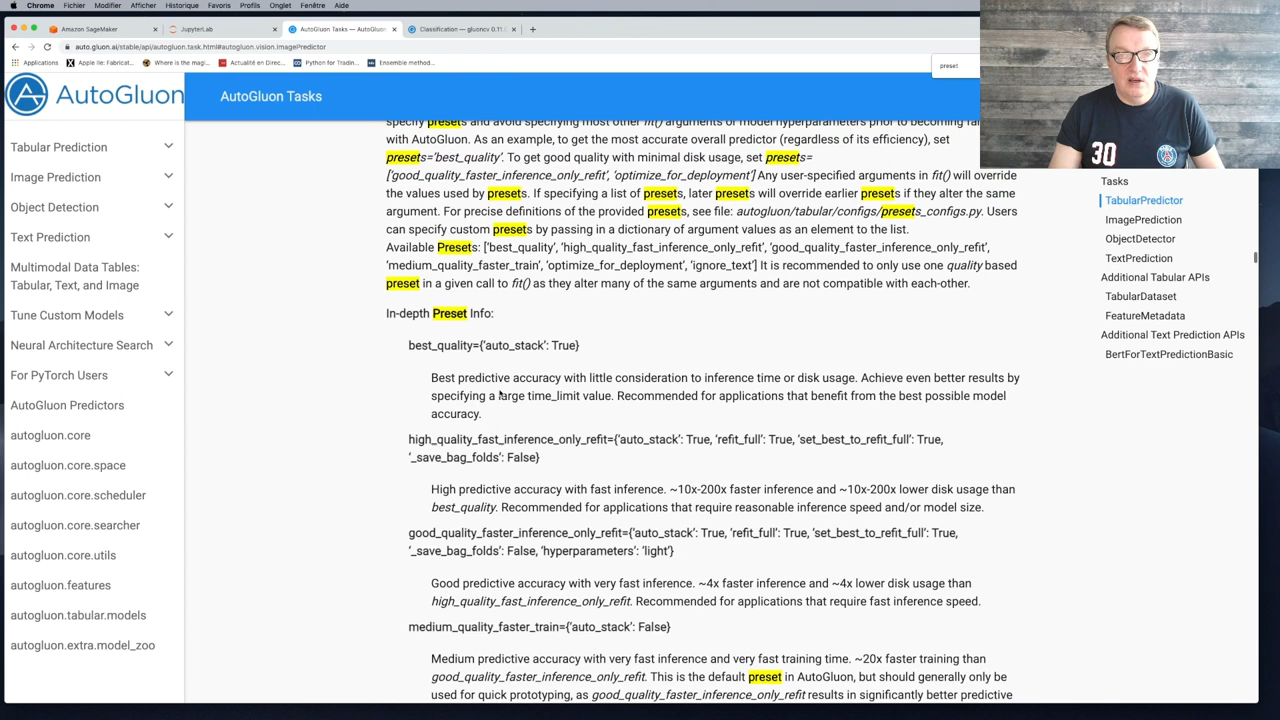 Chrome Fichier Modifier Affichage Historique Favoris Profils Onglet Fenêtre Aide
Amazon SageMaker × JupyterLab × AutoGluon Tasks — AutoGluon × Classification — gluoncv 0.11 × +
auto.gluon.ai/stable/api/autogluon.task.html#autogluon.vision.ImagePredictor
Applications Apple IIe: Fabricat... Where is the magi... Actualité en Direc... Python for Tradin... Ensemble method...
preset
AutoGluon
AutoGluon Tasks
Tabular Prediction
Image Prediction
Object Detection
Text Prediction
Multimodal Data Tables:
Tabular, Text, and Image
Tune Custom Models
Neural Architecture Search
For PyTorch Users
AutoGluon Predictors
autogluon.core
autogluon.core.space
autogluon.core.scheduler
autogluon.core.searcher
autogluon.core.utils
autogluon.features
autogluon.tabular.models
autogluon.extra.model_zoo
specify presets and avoid specifying most other fit() arguments or model hyperparameters prior to becoming
with AutoGluon. As an example, to get the most accurate overall predictor (regardless of its efficiency), set
presets='best_quality'. To get good quality with minimal disk usage, set presets=
['good_quality_faster_inference_only_refit', 'optimize_for_deployment'] Any user-specified arguments in fit() will override
the values used by presets. If specifying a list of presets, later presets will override earlier presets if they alter the same
argument. For precise definitions of the provided presets, see file: autogluon/tabular/configs/presets_configs.py. Users
can specify custom presets by passing in a dictionary of argument values as an element to the list.
Available Presets: ['best_quality', 'high_quality_fast_inference_only_refit', 'good_quality_faster_inference_only_refit',
'medium_quality_faster_train', 'optimize_for_deployment', 'ignore_text'] It is recommended to only use one quality based
preset in a given call to fit() as they alter many of the same arguments and are not compatible with each-other.
In-depth Preset Info:
best_quality={'auto_stack': True}
Best predictive accuracy with little consideration to inference time or disk usage. Achieve even better results by
specifying a large time_limit value. Recommended for applications that benefit from the best possible model
accuracy.
high_quality_fast_inference_only_refit={'auto_stack': True, 'refit_full': True, 'set_best_to_refit_full': True,
'_save_bag_folds': False}
High predictive accuracy with fast inference. ~10x-200x faster inference and ~10x-200x lower disk usage than
best_quality. Recommended for applications that require reasonable inference speed and/or model size.
good_quality_faster_inference_only_refit={'auto_stack': True, 'refit_full': True, 'set_best_to_refit_full': True,
'_save_bag_folds': False, 'hyperparameters': 'light'}
Good predictive accuracy with very fast inference. ~4x faster inference and ~4x lower disk usage than
high_quality_fast_inference_only_refit. Recommended for applications that require fast inference speed.
medium_quality_faster_train={'auto_stack': False}
Medium predictive accuracy with very fast inference and very fast training time. ~20x faster training than
good_quality_faster_inference_only_refit. This is the default preset in AutoGluon, but should generally only be
used for quick prototyping, as good_quality_faster_inference_only_refit results in significantly better predictive
Tasks
TabularPredictor
ImagePrediction
ObjectDetector
TextPrediction
Additional Tabular APIs
TabularDataset
FeatureMetadata
Additional Text Prediction APIs
BertForTextPredictionBasic
30